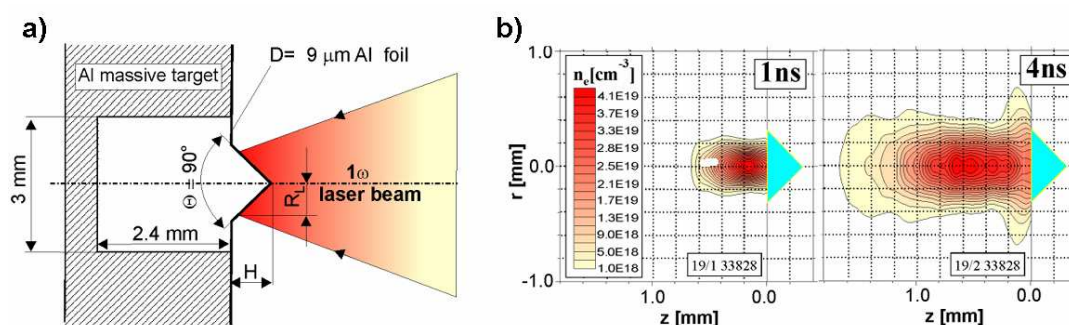 a)
Al massive target
D= 9 µm Al foil
3 mm
Θ = 90°
2.4 mm
H
R_L
1ω
laser beam
b)
r [mm]
1.0
0.0
-1.0
n_e[cm⁻³]
4.1E19
3.7E19
3.3E19
2.8E19
2.5E19
2.1E19
1.7E19
1.3E19
9.0E18
5.0E18
1.0E18
1ns
19/1 33828
1.0
0.0
z [mm]
4ns
19/2 33828
1.0
0.0
z [mm]